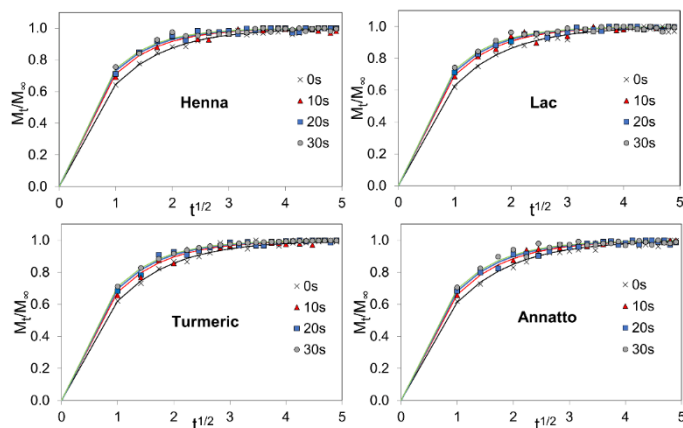 1.0
0.8
0.6
0.4
0.2
0.0
Mt/M∞
0 1 2 3 4 5
t1/2
Henna
0s
10s
20s
30s
1.0
0.8
0.6
0.4
0.2
0.0
Mt/M∞
0 1 2 3 4 5
t1/2
Lac
0s
10s
20s
30s
1.0
0.8
0.6
0.4
0.2
0.0
Mt/M∞
0 1 2 3 4 5
t1/2
Turmeric
0s
10s
20s
30s
1.0
0.8
0.6
0.4
0.2
0.0
Mt/M∞
0 1 2 3 4 5
t1/2
Annatto
0s
10s
20s
30s